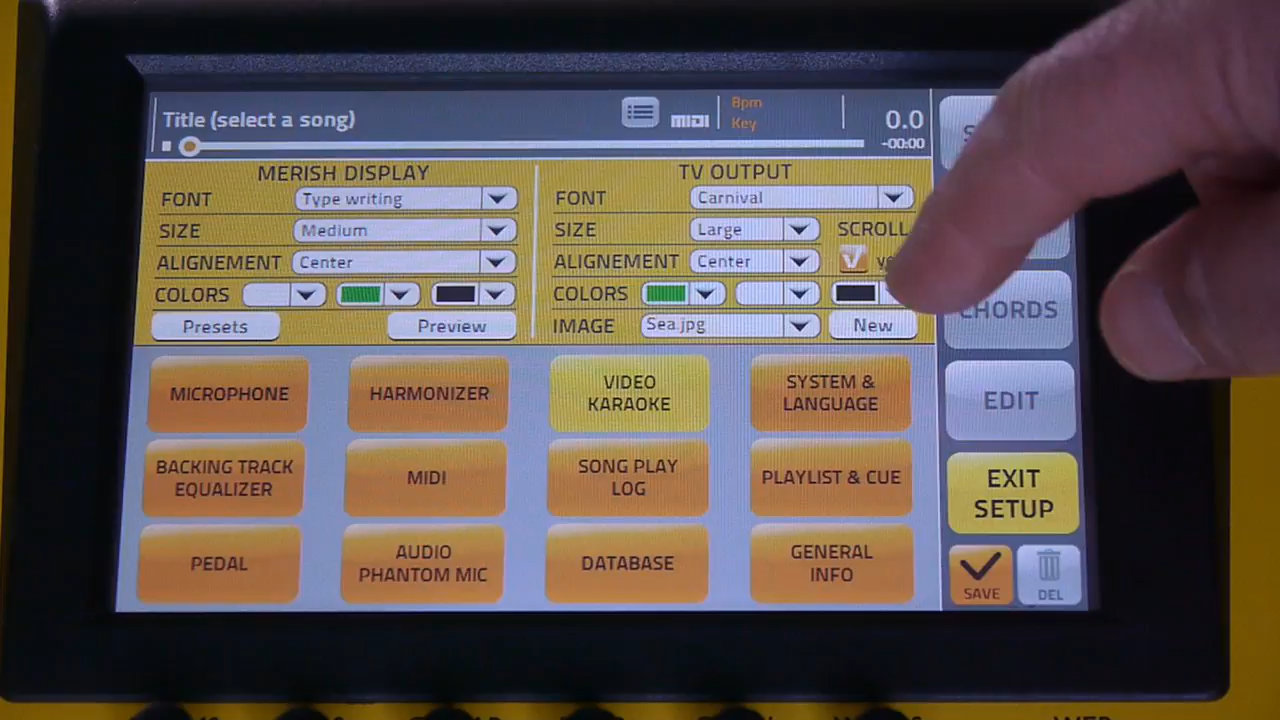 Title (select a song)
MIDI
Bpm
Key
0.0
-00:00
MERISH DISPLAY
FONT Type writing
SIZE Medium
ALIGNEMENT Center
COLORS
Presets Preview
TV OUTPUT
FONT Carnival
SIZE Large SCROLL
ALIGNEMENT Center
COLORS
IMAGE Sea.jpg New
MICROPHONE
HARMONIZER
VIDEO
KARAOKE
SYSTEM &
LANGUAGE
BACKING TRACK
EQUALIZER
MIDI
SONG PLAY
LOG
PLAYLIST & CUE
PEDAL
AUDIO
PHANTOM MIC
DATABASE
GENERAL
INFO
CHORDS
EDIT
EXIT
SETUP
SAVE
DEL